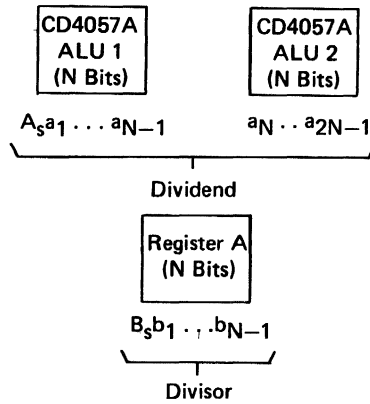 CD4057A CD4057A
ALU 1 ALU 2
(N Bits) (N Bits)
Aₛa₁ · · · aN−1 aN · · a2N−1
Dividend
Register A
(N Bits)
Bₛb₁ · · · bN−1
Divisor